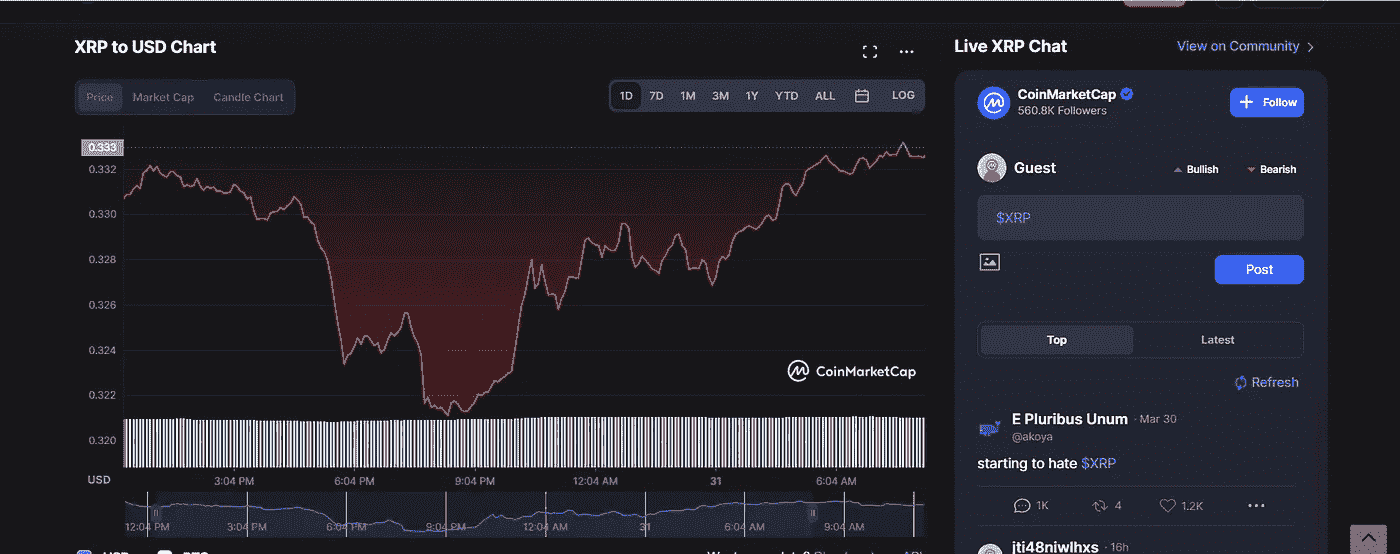 XRP to USD Chart
Price Market Cap Candle Chart
1D 7D 1M 3M 1Y YTD ALL LOG
0.333
0.332
0.330
0.328
0.326
0.324
0.322
0.320
CoinMarketCap
USD
3:04 PM 6:04 PM 9:04 PM 12:04 AM 31 6:04 AM
12:04 PM 3:04 PM 6:04 PM 9:04 PM 12:04 AM 31 6:04 AM 9:04 AM
Live XRP Chat
View on Community
CoinMarketCap
560.8K Followers
Follow
Guest
Bullish Bearish
$XRP
Post
Top Latest
Refresh
E Pluribus Unum · Mar 30
@akoya
starting to hate $XRP
1K 4 1.2K
jti48niwlhxs · 16h